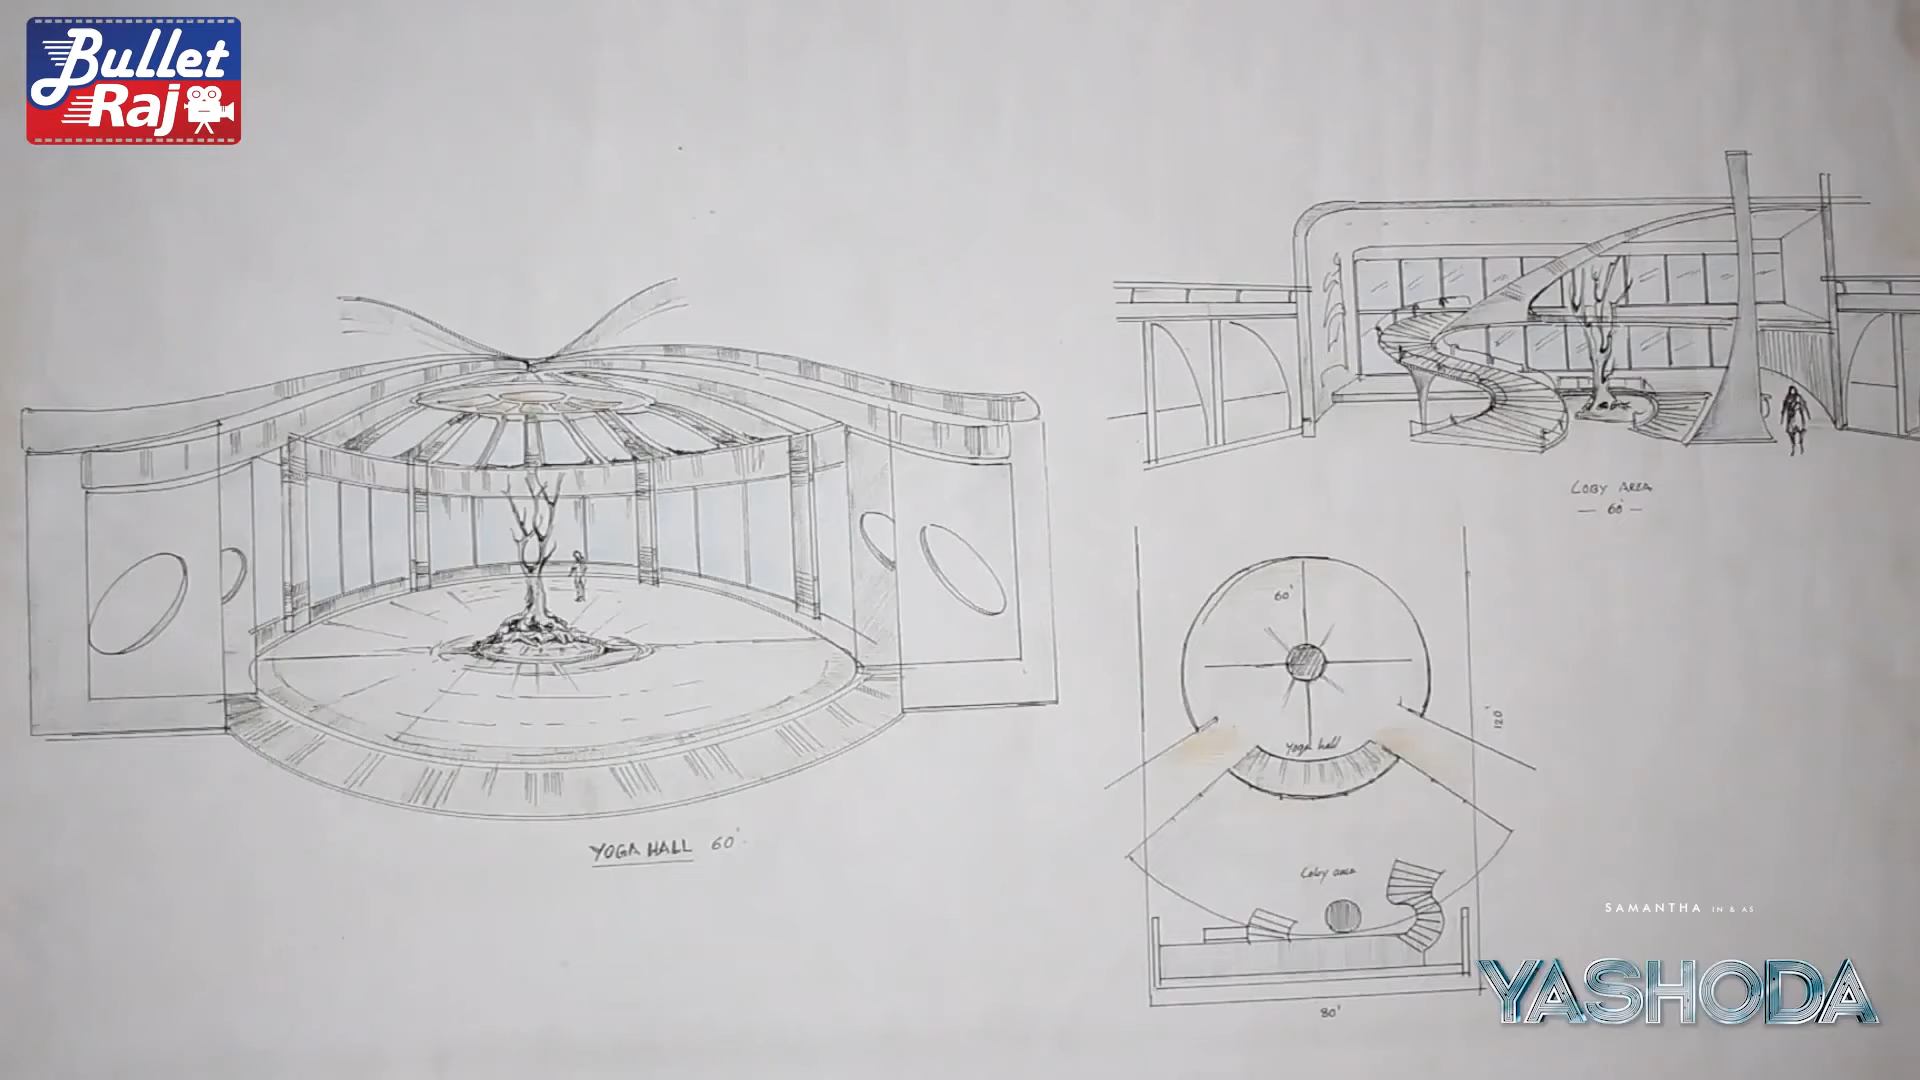 Bullet
Raj
LOBY AREA
— 60' —
60'
Yoga hall
120'
YOGA HALL 60'
Loby area
SAMANTHA IN & AS
YASHODA
80'